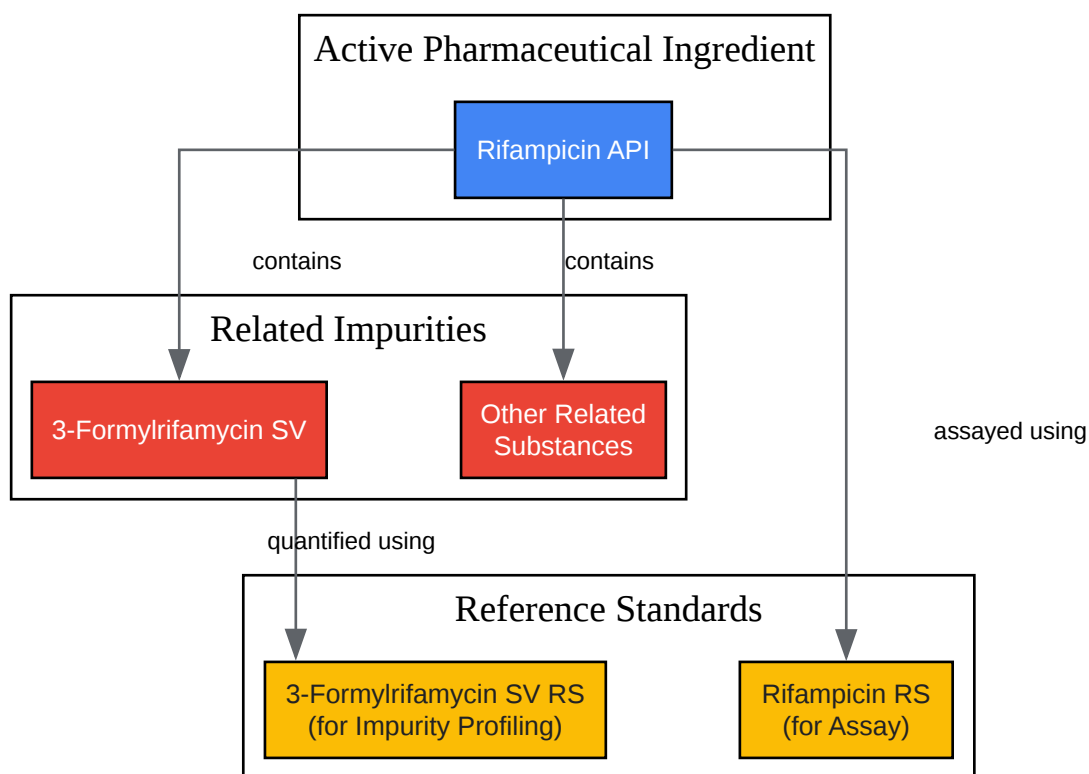 Active Pharmaceutical Ingredient
Rifampicin API
contains
contains
Related Impurities
3-Formylrifamycin SV
Other Related
Substances
assayed using
quantified using
Reference Standards
3-Formylrifamycin SV RS
(for Impurity Profiling)
Rifampicin RS
(for Assay)